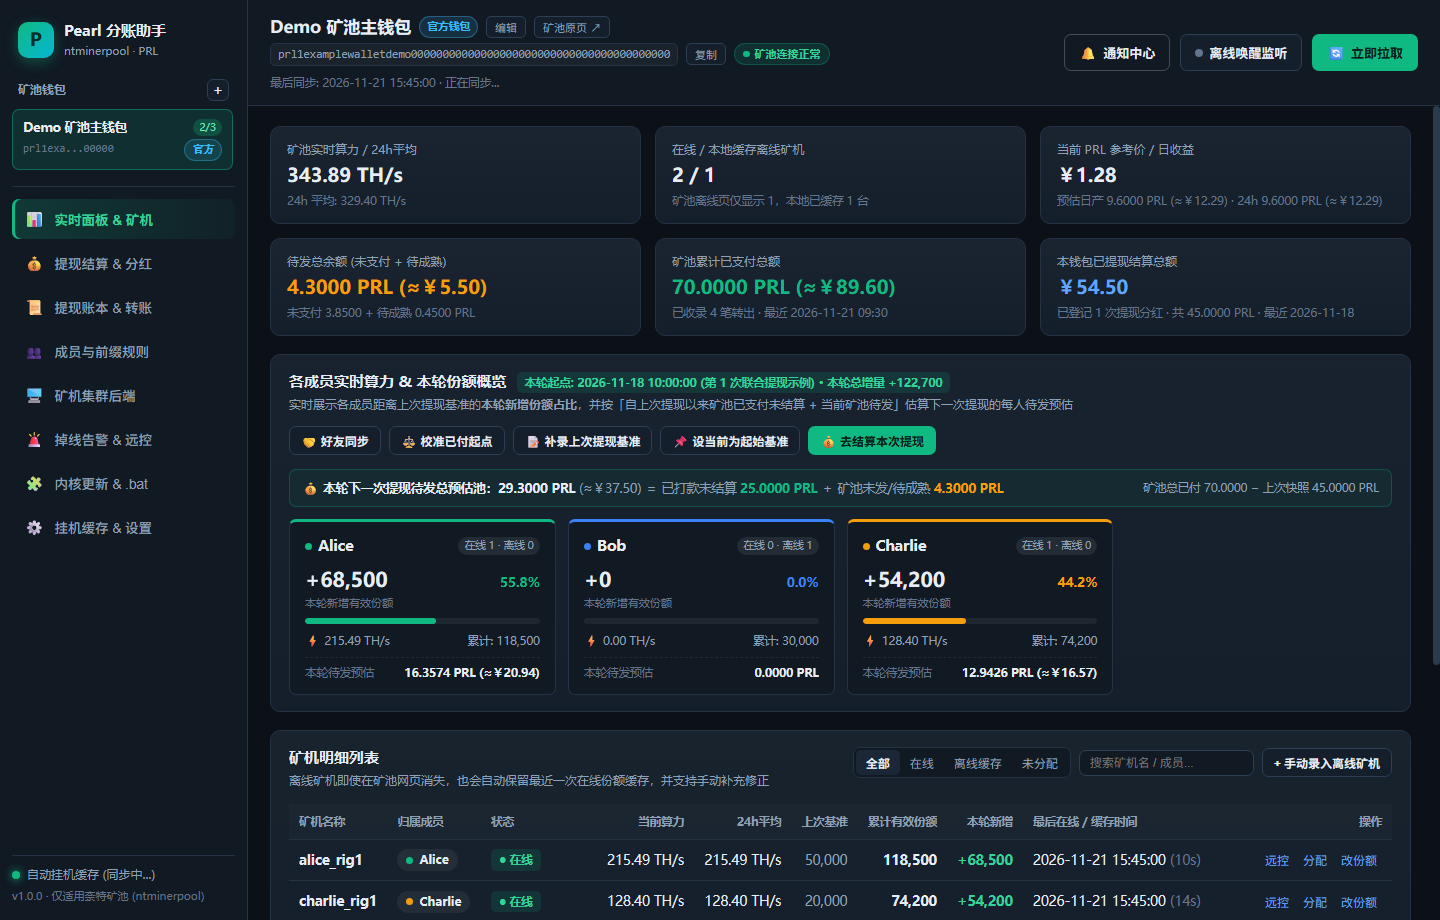 P
Pearl 分账助手
ntminerpool · PRL
矿池钱包
+
Demo 矿池主钱包 2/3
prl1exa...00000 官方
实时面板 & 矿机
提现结算 & 分红
提现账本 & 转账
成员与前缀规则
矿机集群后端
掉线告警 & 远控
内核更新 & .bat
挂机缓存 & 设置
自动挂机缓存 (同步中...)
v1.0.0 · 仅适用奈特矿池 (ntminerpool)
Demo 矿池主钱包 官方钱包 编辑 矿池原页 ↗
复制 矿池连接正常
最后同步: 2026-11-21 15:45:00 · 正在同步...
通知中心 离线唤醒监听 立即拉取
矿池实时算力 / 24h平均
343.89 TH/s
24h 平均: 329.40 TH/s
在线 / 本地缓存离线矿机
2 / 1
矿池离线页仅显示 1，本地已缓存 1 台
当前 PRL 参考价 / 日收益
￥1.28
预估日产 9.6000 PRL (≈￥12.29) · 24h 9.6000 PRL (≈￥12.29)
待发总余额 (未支付 + 待成熟)
4.3000 PRL (≈￥5.50)
未支付 3.8500 + 待成熟 0.4500 PRL
矿池累计已支付总额
70.0000 PRL (≈￥89.60)
已收录 4 笔转出 · 最近 2026-11-21 09:30
本钱包已提现结算总额
￥54.50
已登记 1 次提现分红 · 共 45.0000 PRL · 最近 2026-11-18
各成员实时算力 & 本轮份额概览 本轮起点: 2026-11-18 10:00:00 (第 1 次联合提现示例) • 本轮总增量 +122,700
实时展示各成员距离上次提现基准的本轮新增份额占比，并按「自上次提现以来矿池已支付未结算 + 当前矿池待发」估算下一次提现的每人待发预估
好友同步 校准已付起点 补录上次提现基准 设当前为起始基准 去结算本次提现
本轮下一次提现待发总预估池：29.3000 PRL (≈￥37.50) = 已打款未结算 25.0000 PRL + 矿池未发/待成熟 4.3000 PRL 矿池总已付 70.0000 − 上次快照 45.0000 PRL
Alice 在线 1 · 离线 0
+68,500 55.8%
本轮新增有效份额
215.49 TH/s 累计: 118,500
本轮待发预估 16.3574 PRL (≈￥20.94)
Bob 在线 0 · 离线 1
+0 0.0%
本轮新增有效份额
0.00 TH/s 累计: 30,000
本轮待发预估 0.0000 PRL
Charlie 在线 1 · 离线 0
+54,200 44.2%
本轮新增有效份额
128.40 TH/s 累计: 74,200
本轮待发预估 12.9426 PRL (≈￥16.57)
矿机明细列表
离线矿机即使在矿池网页消失，也会自动保留最近一次在线份额缓存，并支持手动补充修正
全部 在线 离线缓存 未分配 搜索矿机名 / 成员... + 手动录入离线矿机
矿机名称 归属成员 状态 当前算力 24h平均 上次基准 累计有效份额 本轮新增 最后在线 / 缓存时间 操作
alice_rig1 Alice 在线 215.49 TH/s 215.49 TH/s 50,000 118,500 +68,500 2026-11-21 15:45:00 (10s) 远控 分配 改份额
charlie_rig1 Charlie 在线 128.40 TH/s 128.40 TH/s 20,000 74,200 +54,200 2026-11-21 15:45:00 (14s) 远控 分配 改份额